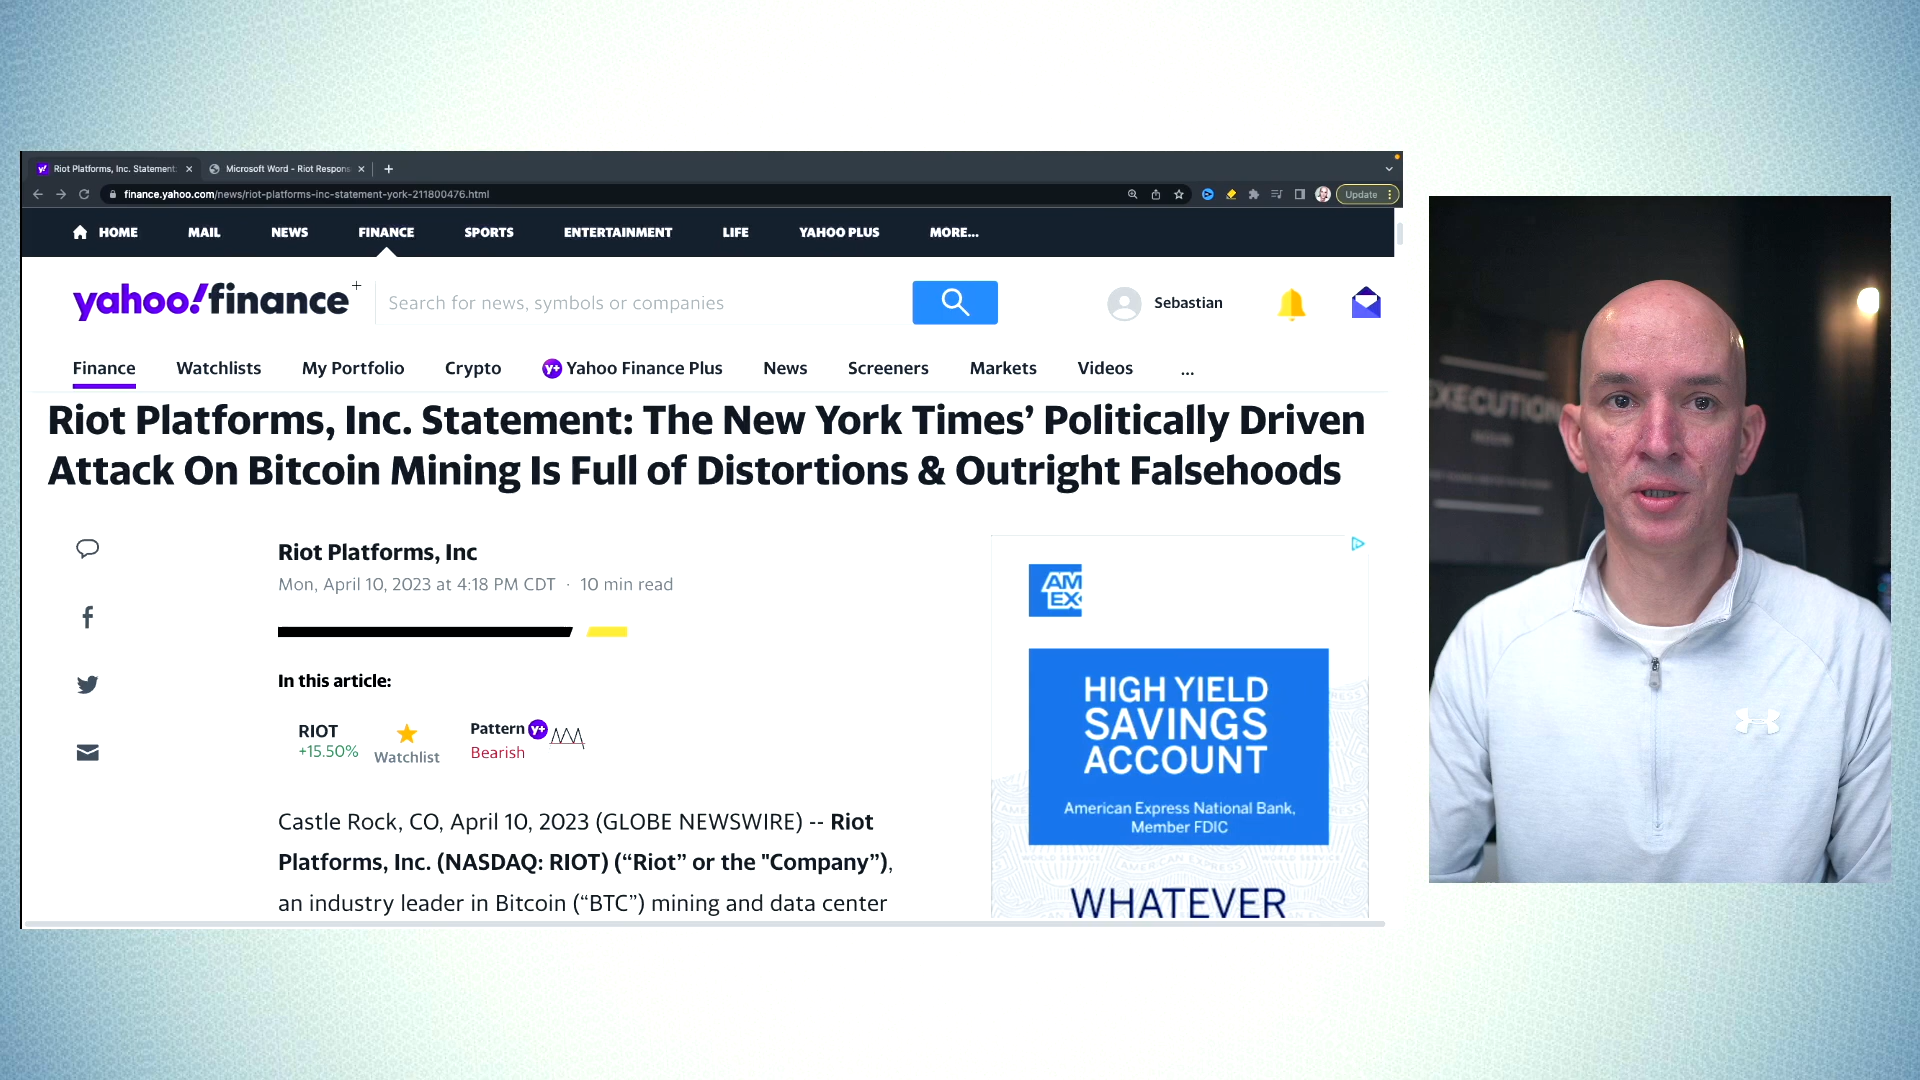 Riot Platforms, Inc. Statement:
Microsoft Word - Riot Respons
finance.yahoo.com/news/riot-platforms-inc-statement-york-211800476.html
Update
HOME MAIL NEWS FINANCE SPORTS ENTERTAINMENT LIFE YAHOO PLUS MORE...
yahoo!finance+
Search for news, symbols or companies
Sebastian
Finance Watchlists My Portfolio Crypto y+ Yahoo Finance Plus News Screeners Markets Videos ...
Riot Platforms, Inc. Statement: The New York Times’ Politically Driven
Attack On Bitcoin Mining Is Full of Distortions & Outright Falsehoods
Riot Platforms, Inc
Mon, April 10, 2023 at 4:18 PM CDT · 10 min read
In this article:
RIOT
+15.50%
Watchlist
Pattern y+
Bearish
Castle Rock, CO, April 10, 2023 (GLOBE NEWSWIRE) -- Riot
Platforms, Inc. (NASDAQ: RIOT) (“Riot” or the "Company”),
an industry leader in Bitcoin (“BTC”) mining and data center
AM
EX
HIGH YIELD
SAVINGS
ACCOUNT
American Express National Bank,
Member FDIC
WHATEVER
EXECUTION